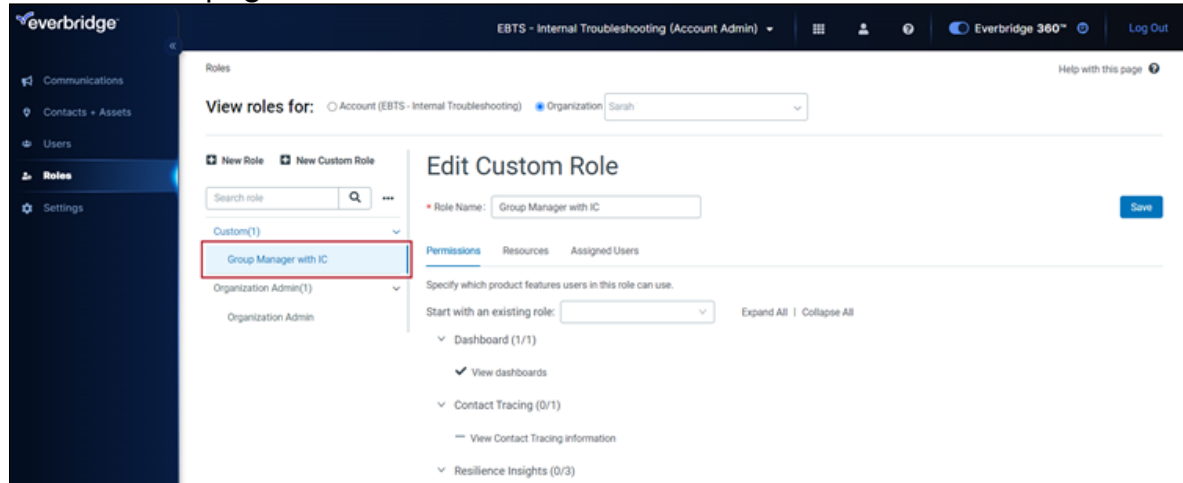 everbridge
EBTS - Internal Troubleshooting (Account Admin)
Everbridge 360™
Log Out
Communications
Contacts + Assets
Users
Roles
Settings
Roles
Help with this page
View roles for: Account (EBTS - Internal Troubleshooting) Organization Sarah
New Role New Custom Role
Search role
Custom(1)
Group Manager with IC
Organization Admin(1)
Organization Admin
Edit Custom Role
* Role Name: Group Manager with IC
Save
Permissions Resources Assigned Users
Specify which product features users in this role can use.
Start with an existing role: Expand All | Collapse All
Dashboard (1/1)
View dashboards
Contact Tracing (0/1)
View Contact Tracing information
Resilience Insights (0/3)